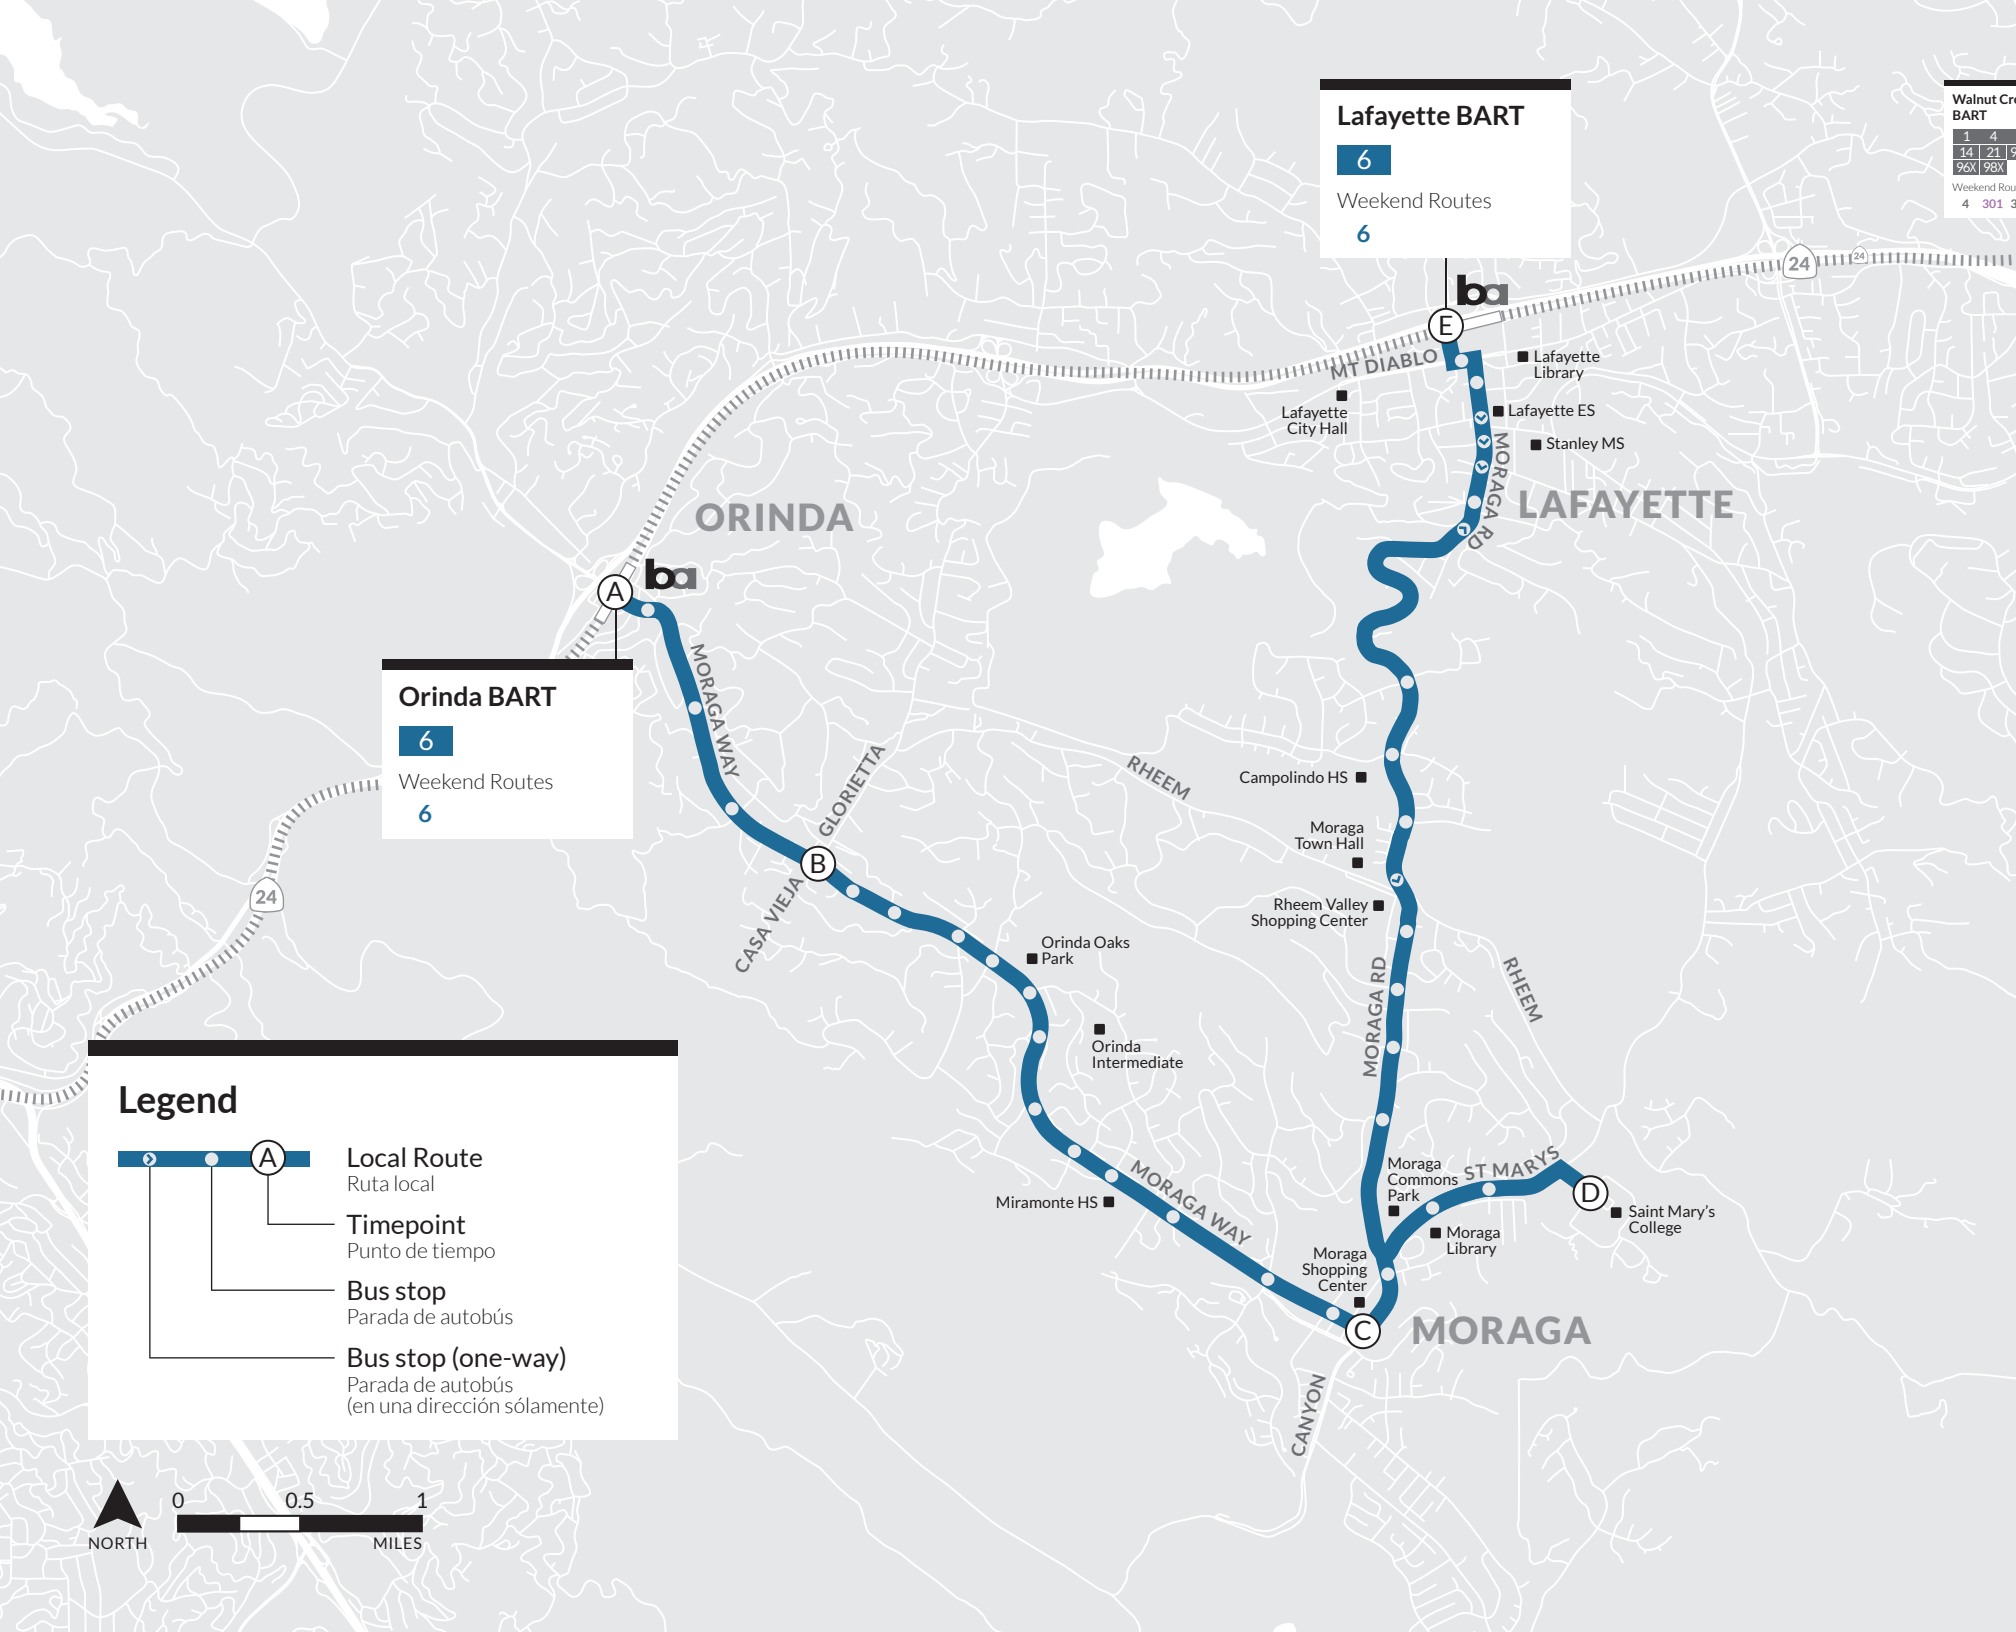 Lafayette BART
6
Weekend Routes
6
Walnut Cr
BART
1 4
14 21 9
96X 98X
Weekend Rou
4 301 3
24
24
ba
E
MT DIABLO
Lafayette
Library
Lafayette
City Hall
Lafayette ES
Stanley MS
MORAGA RD
LAFAYETTE
ORINDA
ba
A
Orinda BART
6
Weekend Routes
6
MORAGA WAY
GLORIETTA
B
CASA VIEJA
24
RHEEM
Campolindo HS
Moraga
Town Hall
Rheem Valley
Shopping Center
Orinda Oaks
Park
Orinda
Intermediate
MORAGA RD
RHEEM
Miramonte HS
MORAGA WAY
Moraga
Commons
Park
ST MARYS
D
Saint Mary's
College
Moraga
Library
Moraga
Shopping
Center
C
MORAGA
CANYON
Legend
A
Local Route
Ruta local
Timepoint
Punto de tiempo
Bus stop
Parada de autobús
Bus stop (one-way)
Parada de autobús
(en una dirección sólamente)
0 0.5 1
NORTH
MILES